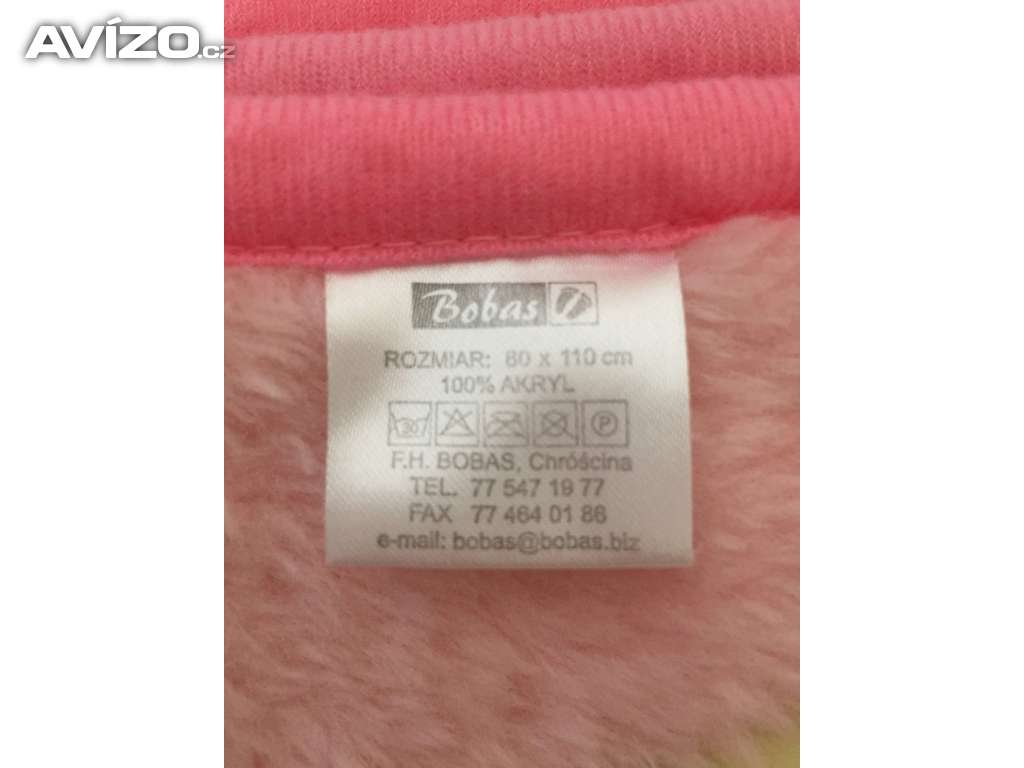 AVÍZO.cz
Bobas
ROZMIAR: 80 x 110 cm
100% AKRYL
30 P
F.H. BOBAS, Chróścina
TEL. 77 547 19 77
FAX 77 464 01 86
e-mail: bobas@bobas.biz